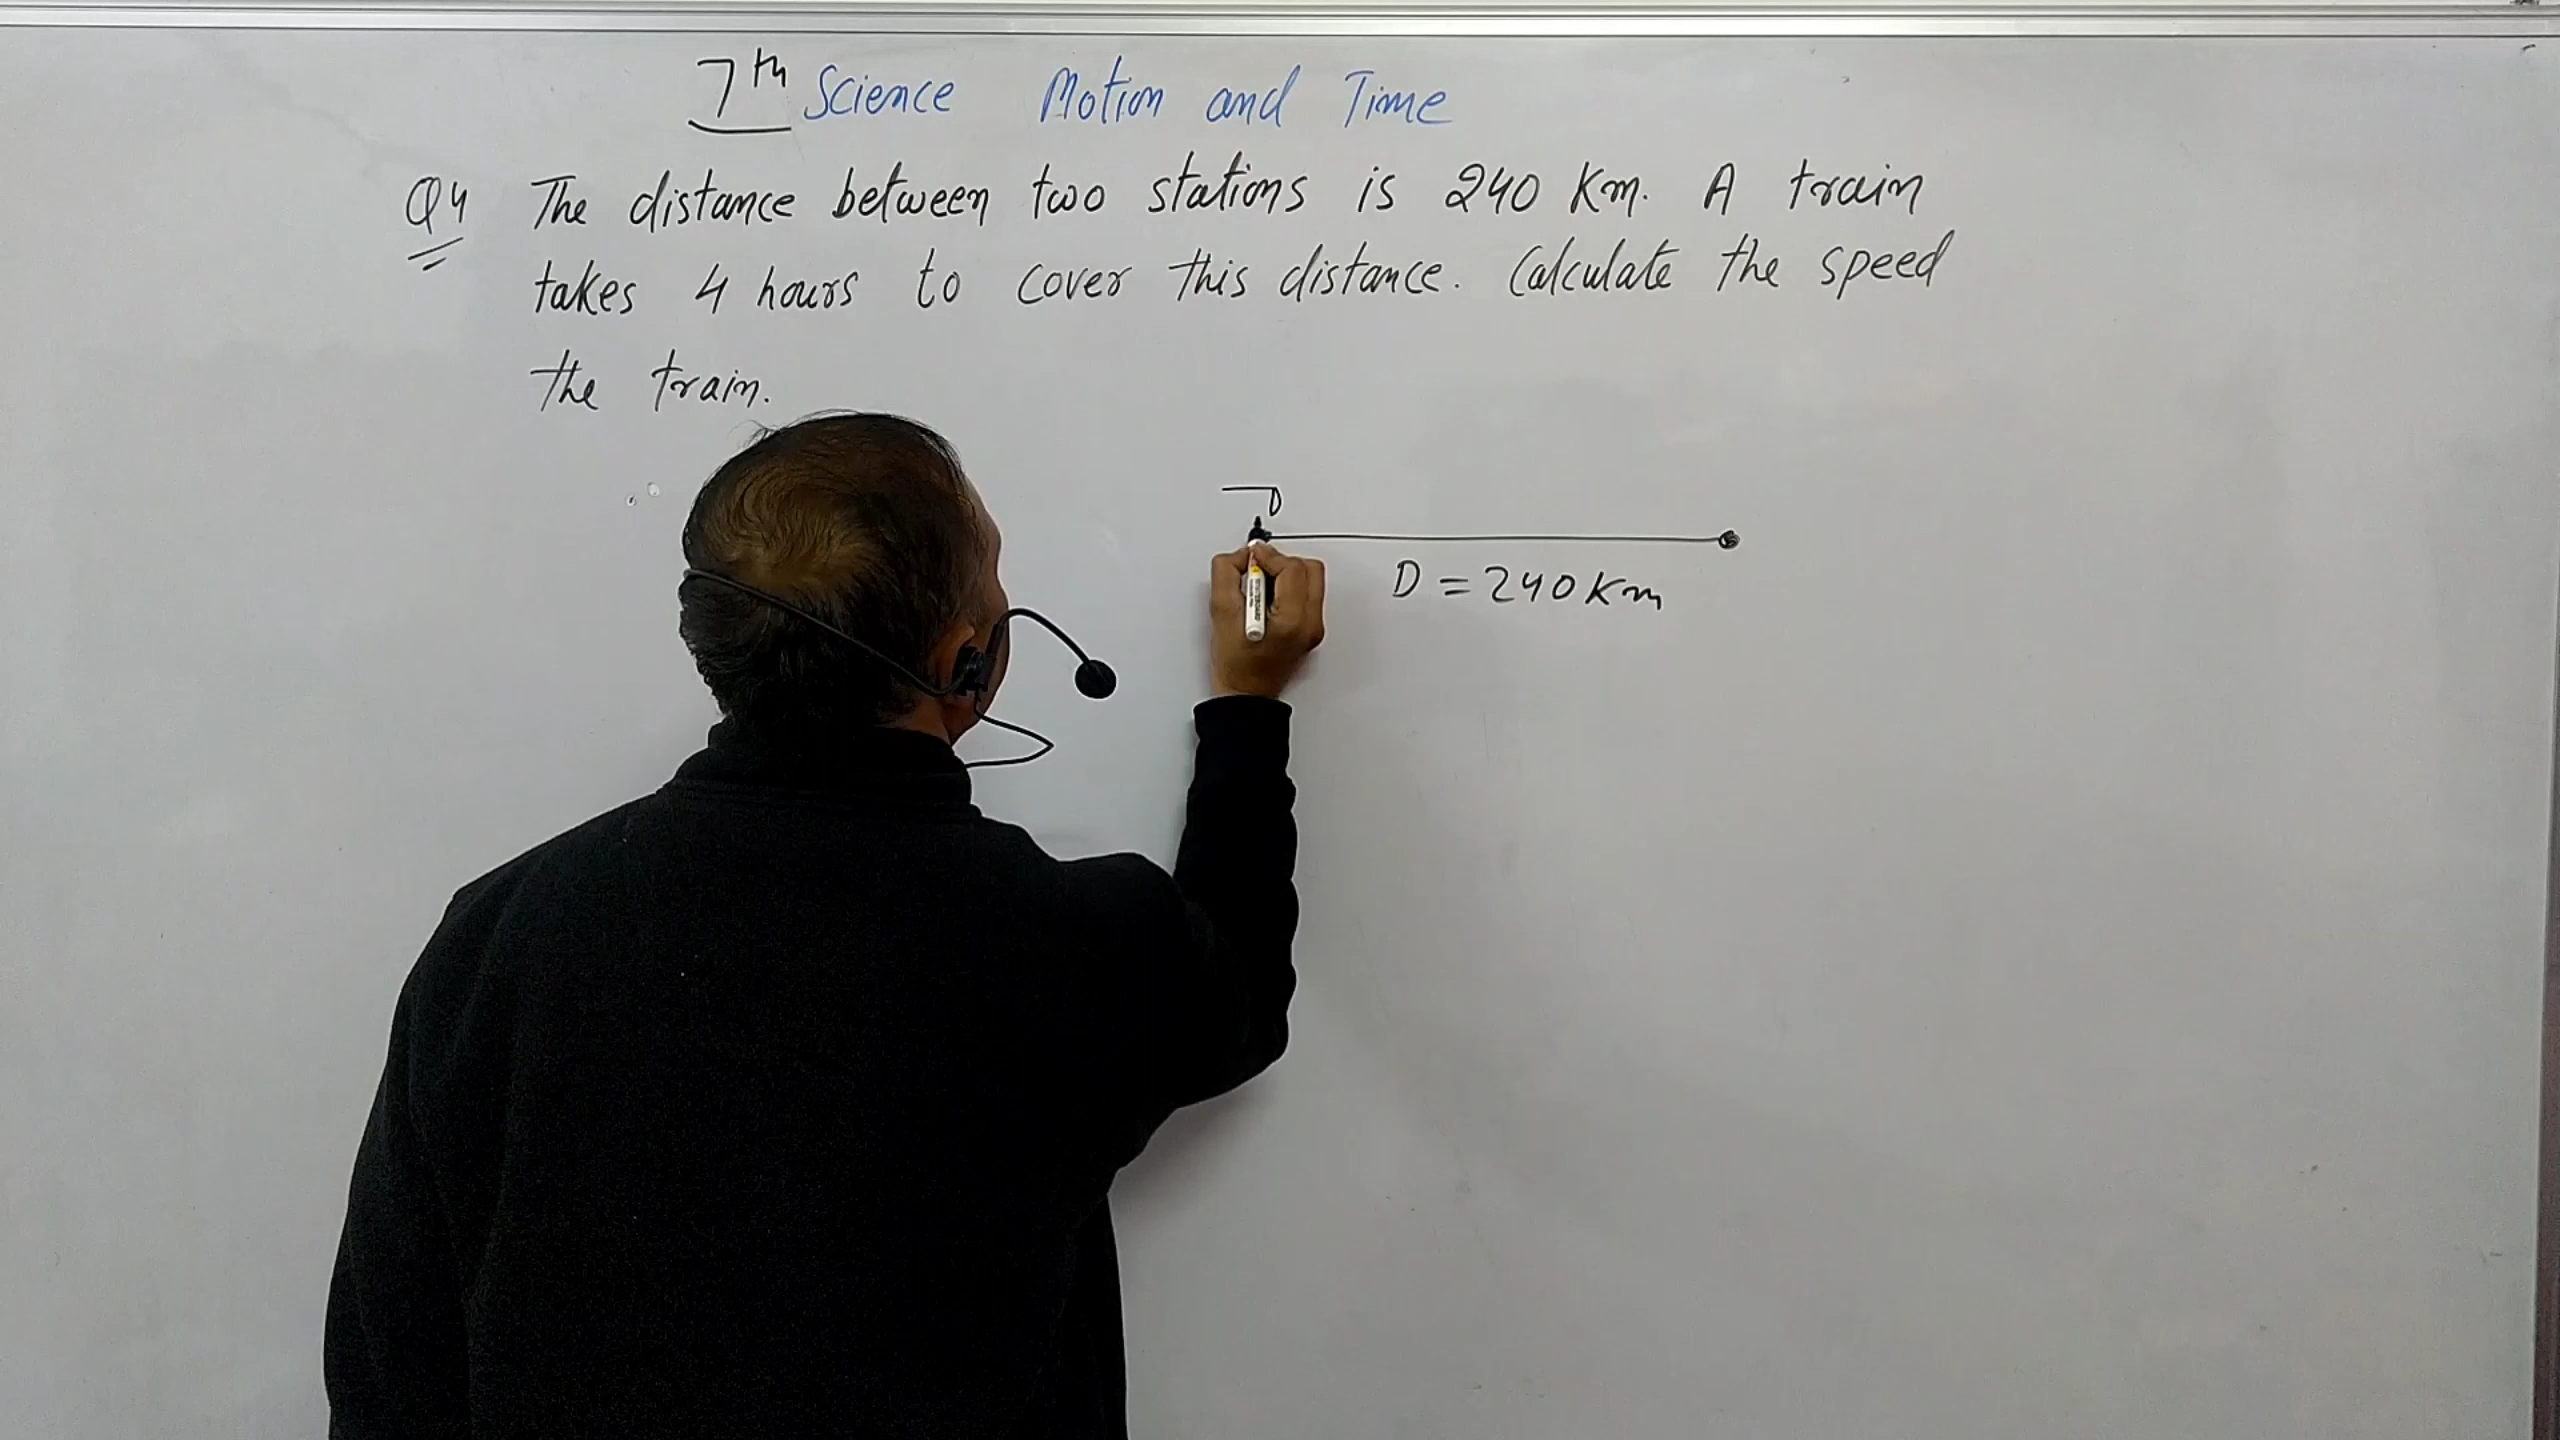 7th Science Motion and Time
Q4 The distance between two stations is 240 Km. A train
takes 4 hours to cover this distance. Calculate the speed
the train.
D = 240 Km